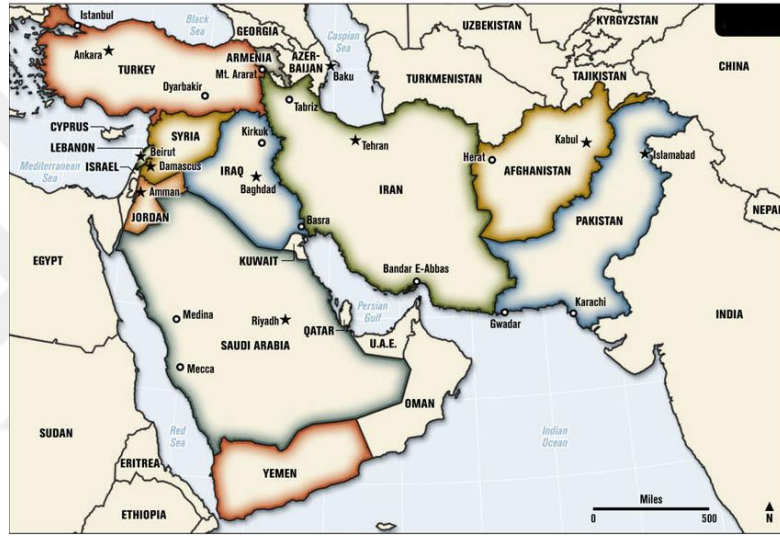 Istanbul
Black
Sea
GEORGIA
Caspian
Sea
UZBEKISTAN
KYRGYZSTAN
Ankara
TURKEY
ARMENIA
Mt. Ararat
AZER-
BAIJAN
Baku
TURKMENISTAN
TAJIKISTAN
CHINA
Dyarbakir
Tabriz
CYPRUS
LEBANON
SYRIA
Kirkuk
Tehran
Herat
Kabul
Islamabad
Mediterranean
Sea
Beirut
ISRAEL
Damascus
IRAQ
Baghdad
IRAN
AFGHANISTAN
Amman
JORDAN
Basra
PAKISTAN
NEPAL
EGYPT
KUWAIT
Bandar E-Abbas
Medina
Riyadh
Persian
Gulf
QATAR
U.A.E.
Gwadar
Karachi
INDIA
SAUDI ARABIA
Mecca
OMAN
SUDAN
Red
Sea
Indian
Ocean
ERITREA
YEMEN
ETHIOPIA
Miles
0
500
N